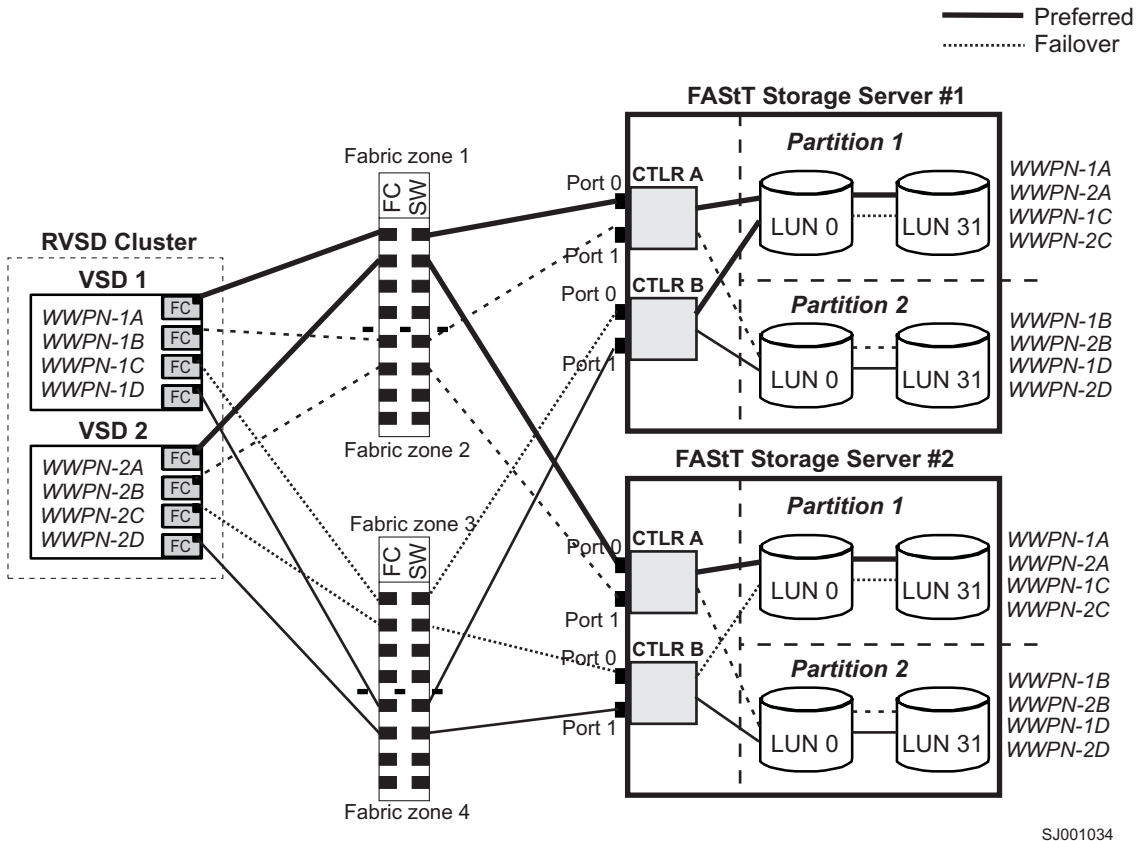 Preferred
Failover
FAStT Storage Server #1
Fabric zone 1
FC
SW
Port 0
CTLR A
Partition 1
LUN 0
LUN 31
WWPN-1A
WWPN-2A
WWPN-1C
WWPN-2C
Port 1
Port 0
CTLR B
Partition 2
LUN 0
LUN 31
WWPN-1B
WWPN-2B
WWPN-1D
WWPN-2D
Port 1
RVSD Cluster
VSD 1
WWPN-1A
WWPN-1B
WWPN-1C
WWPN-1D
FC
FC
FC
FC
VSD 2
WWPN-2A
WWPN-2B
WWPN-2C
WWPN-2D
FC
FC
FC
FC
Fabric zone 2
Fabric zone 3
FC
SW
FAStT Storage Server #2
Port 0
CTLR A
Partition 1
LUN 0
LUN 31
WWPN-1A
WWPN-2A
WWPN-1C
WWPN-2C
Port 1
Port 0
CTLR B
Partition 2
LUN 0
LUN 31
WWPN-1B
WWPN-2B
WWPN-1D
WWPN-2D
Port 1
Fabric zone 4
SJ001034